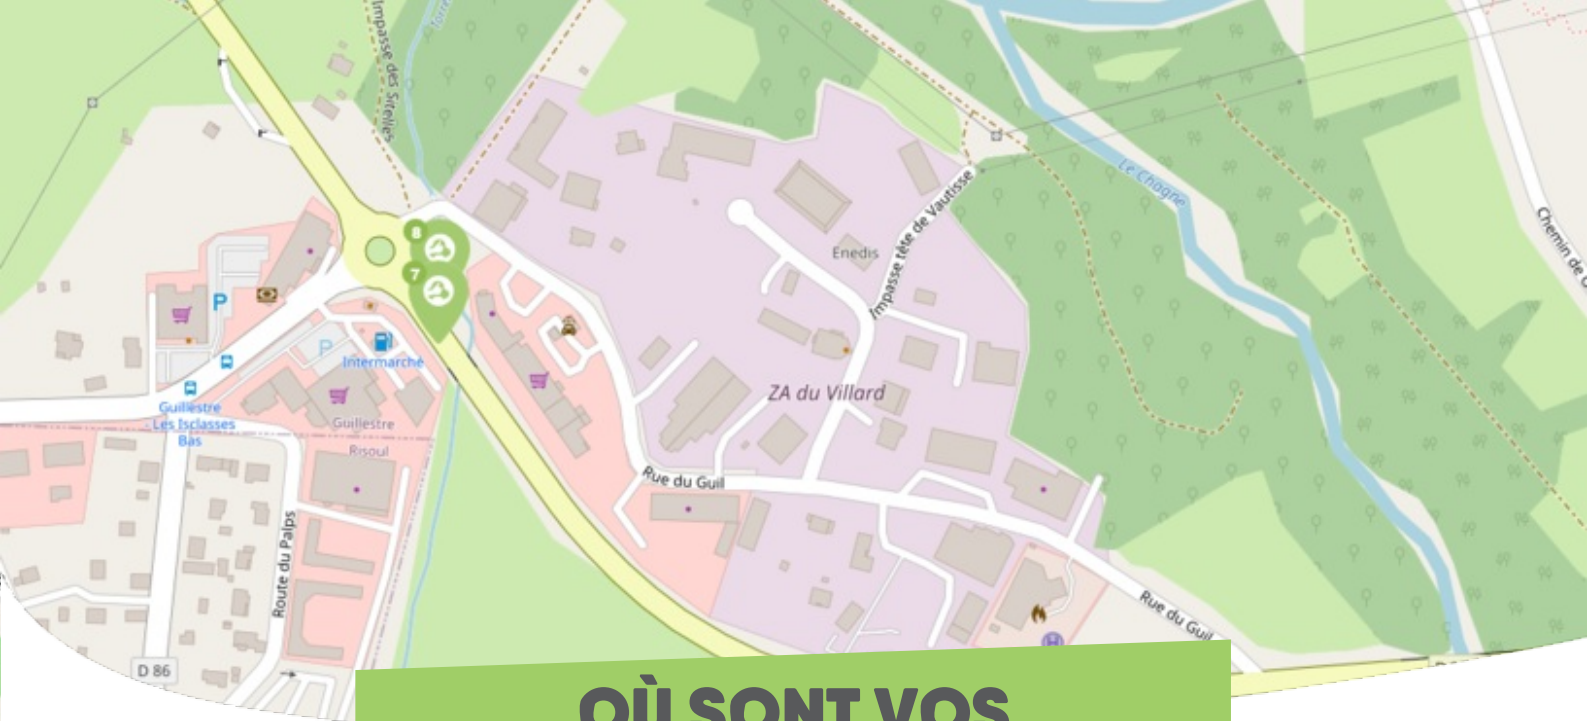 Impasse des Sitelles
Torre
8
7
Le Chagne
Chemin de
Impasse tête de Vautisse
Enedis
P
P
Intermarché
ZA du Villard
Guillestre
- Les Isclasses
Bas
Guillestre
Risoul
Rue du Guil
Route du Palps
Rue du Guil
D 86
H
OÙ SONT VOS